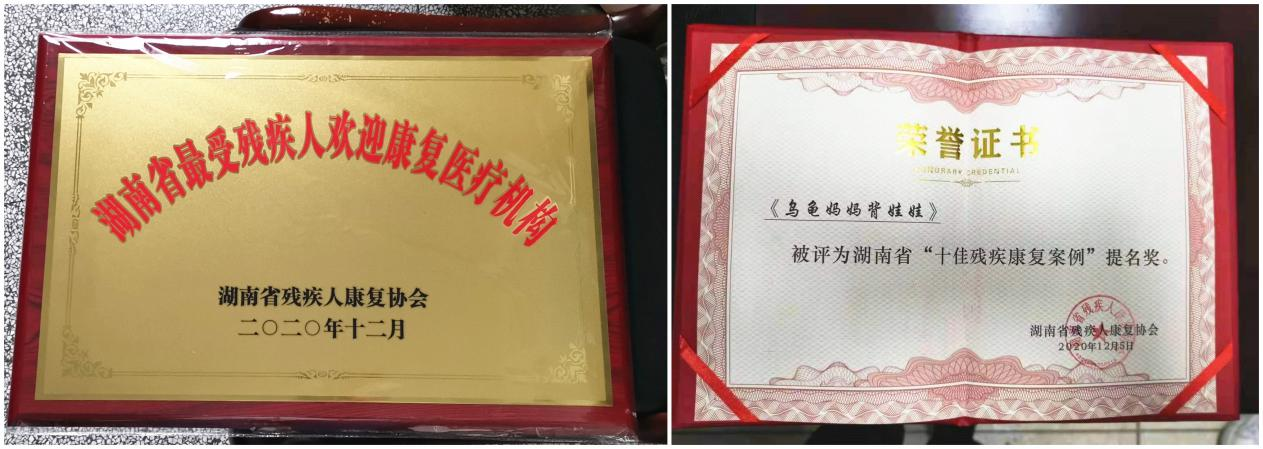 湖南省最受残疾人欢迎康复医疗机构
湖南省残疾人康复协会
二〇二〇年十二月
荣誉证书
HONORARY CREDENTIAL
《乌龟妈妈背娃娃》
被评为湖南省“十佳残疾康复案例”提名奖。
湖南省残疾人康复协会
2020年12月5日